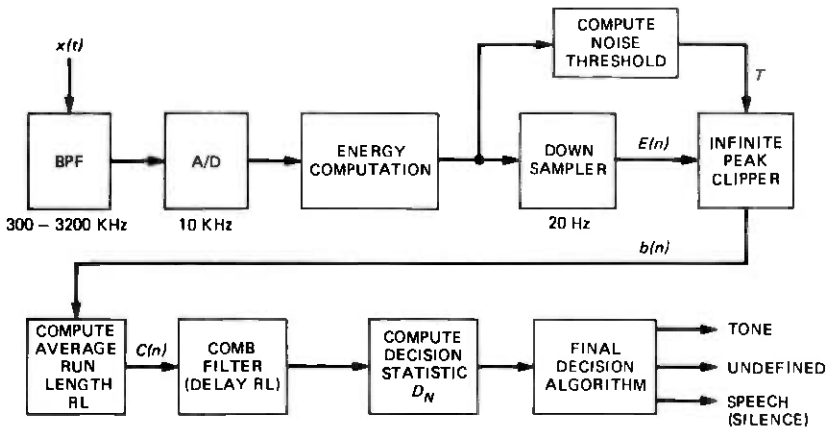 x(t)
BPF
300 – 3200 KHz
A/D
10 KHz
ENERGY
COMPUTATION
COMPUTE
NOISE
THRESHOLD
T
DOWN
SAMPLER
20 Hz
E(n)
INFINITE
PEAK
CLIPPER
b(n)
COMPUTE
AVERAGE
RUN
LENGTH
RL
C(n)
COMB
FILTER
(DELAY RL)
COMPUTE
DECISION
STATISTIC
D_N
FINAL
DECISION
ALGORITHM
TONE
UNDEFINED
SPEECH
(SILENCE)